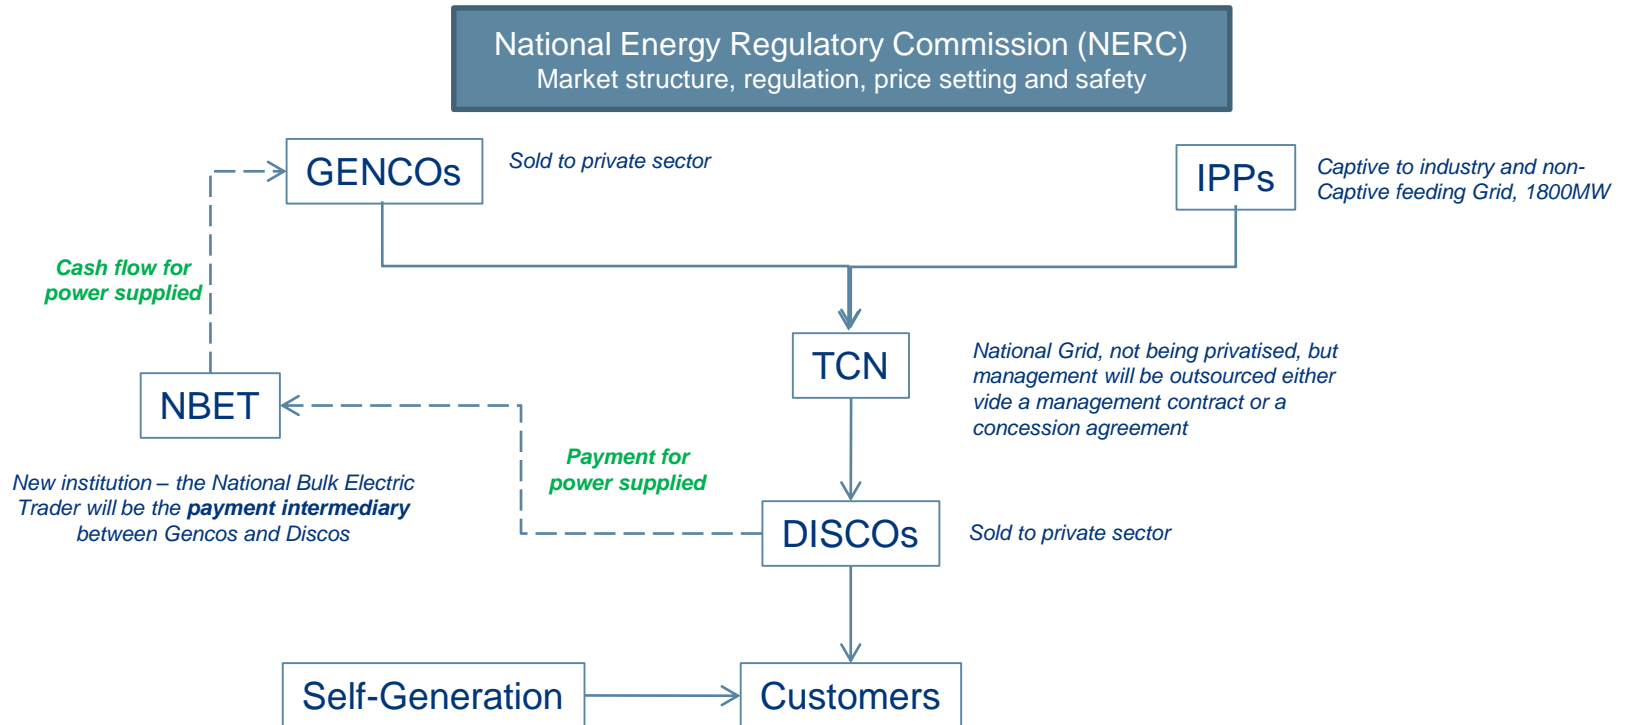 National Energy Regulatory Commission (NERC)
Market structure, regulation, price setting and safety
GENCOs
Sold to private sector
IPPs
Captive to industry and non-
Captive feeding Grid, 1800MW
Cash flow for
power supplied
TCN
National Grid, not being privatised, but
management will be outsourced either
vide a management contract or a
concession agreement
NBET
New institution – the National Bulk Electric
Trader will be the payment intermediary
between Gencos and Discos
Payment for
power supplied
DISCOs
Sold to private sector
Self-Generation
Customers